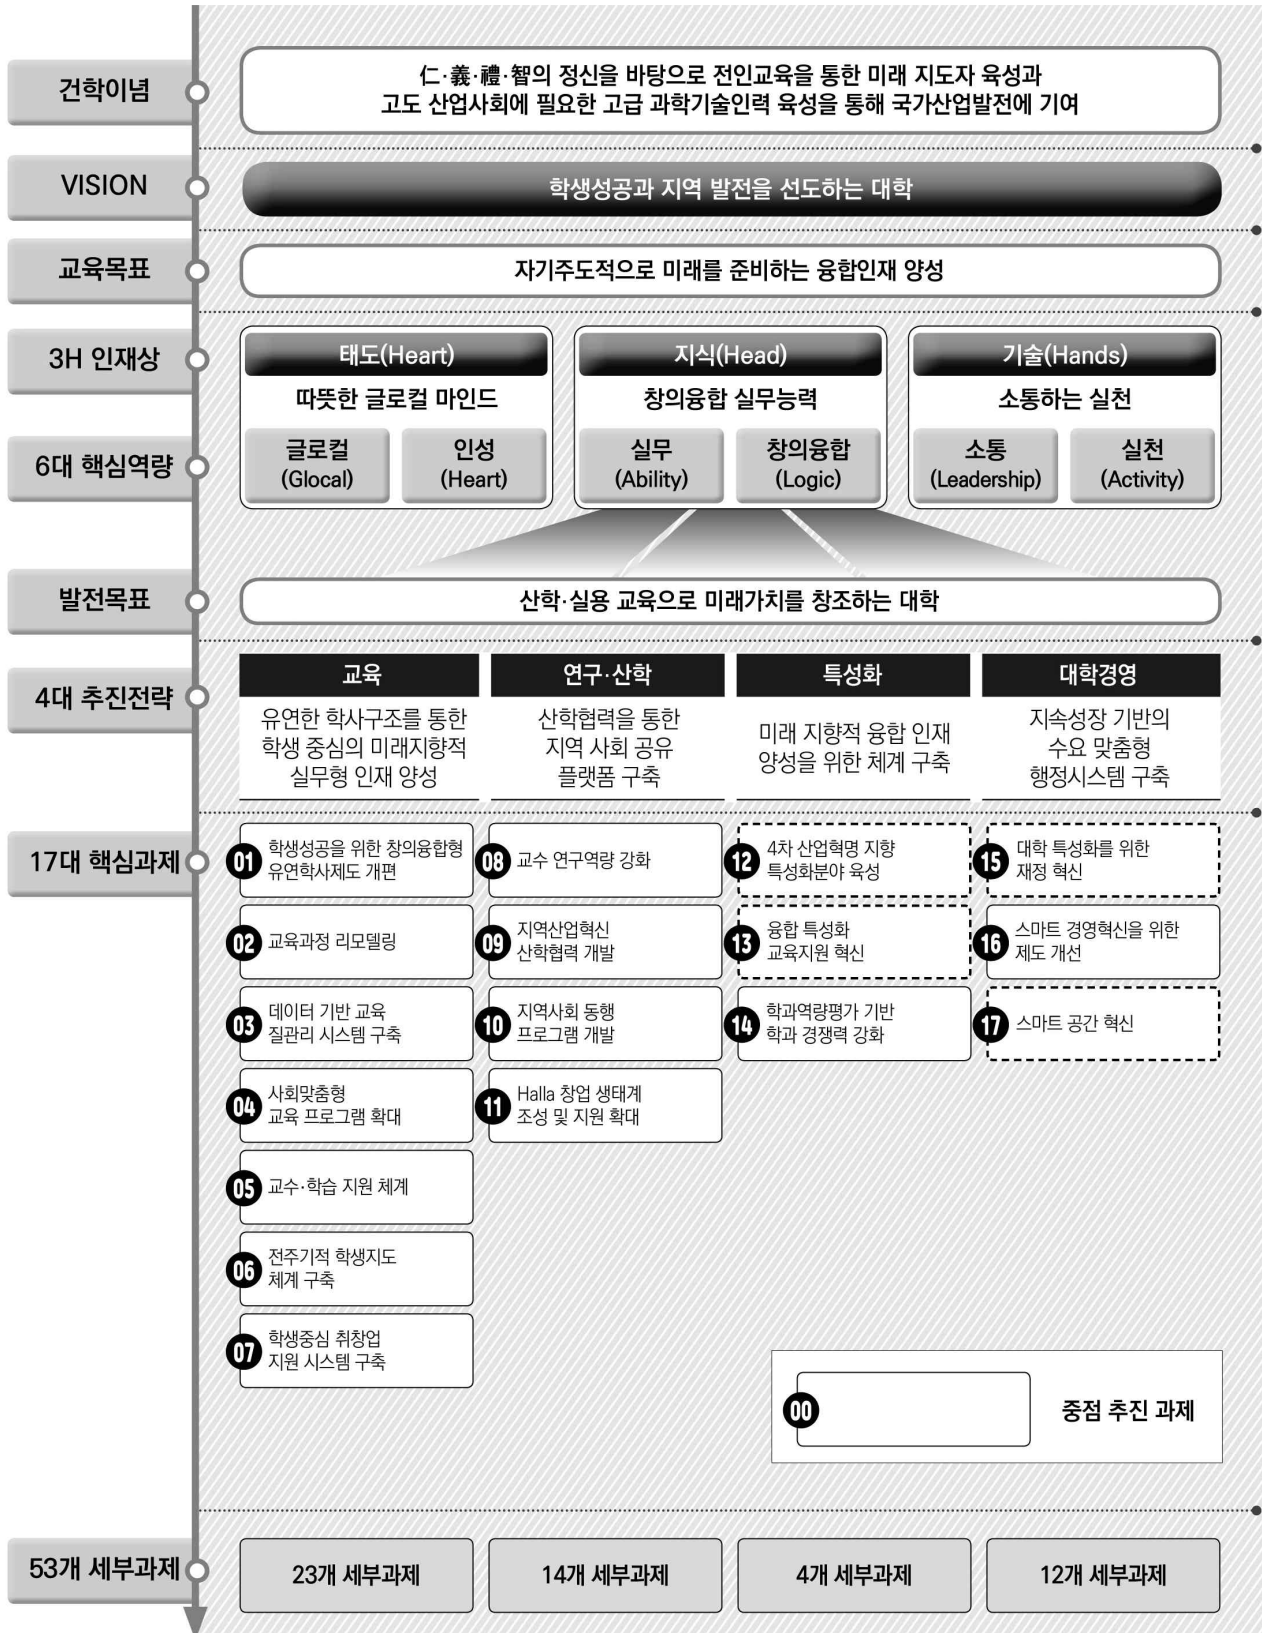 건학이념
仁·義·禮·智의 정신을 바탕으로 전인교육을 통한 미래 지도자 육성과
고도 산업사회에 필요한 고급 과학기술인력 육성을 통해 국가산업발전에 기여
VISION
학생성공과 지역 발전을 선도하는 대학
교육목표
자기주도적으로 미래를 준비하는 융합인재 양성
3H 인재상
태도(Heart)
따뜻한 글로컬 마인드
지식(Head)
창의융합 실무능력
기술(Hands)
소통하는 실천
6대 핵심역량
글로컬
(Glocal)
인성
(Heart)
실무
(Ability)
창의융합
(Logic)
소통
(Leadership)
실천
(Activity)
발전목표
산학·실용 교육으로 미래가치를 창조하는 대학
4대 추진전략
교육
유연한 학사구조를 통한
학생 중심의 미래지향적
실무형 인재 양성
연구·산학
산학협력을 통한
지역 사회 공유
플랫폼 구축
특성화
미래 지향적 융합 인재
양성을 위한 체계 구축
대학경영
지속성장 기반의
수요 맞춤형
행정시스템 구축
17대 핵심과제
01
학생성공을 위한 창의융합형
유연학사제도 개편
02
교육과정 리모델링
03
데이터 기반 교육
질관리 시스템 구축
04
사회맞춤형
교육 프로그램 확대
05
교수·학습 지원 체계
06
전주기적 학생지도
체계 구축
07
학생중심 취창업
지원 시스템 구축
08
교수 연구역량 강화
09
지역산업혁신
산학협력 개발
10
지역사회 동행
프로그램 개발
11
Halla 창업 생태계
조성 및 지원 확대
12
4차 산업혁명 지향
특성화분야 육성
13
융합 특성화
교육지원 혁신
14
학과역량평가 기반
학과 경쟁력 강화
15
대학 특성화를 위한
재정 혁신
16
스마트 경영혁신을 위한
제도 개선
17
스마트 공간 혁신
00
중점 추진 과제
53개 세부과제
23개 세부과제
14개 세부과제
4개 세부과제
12개 세부과제